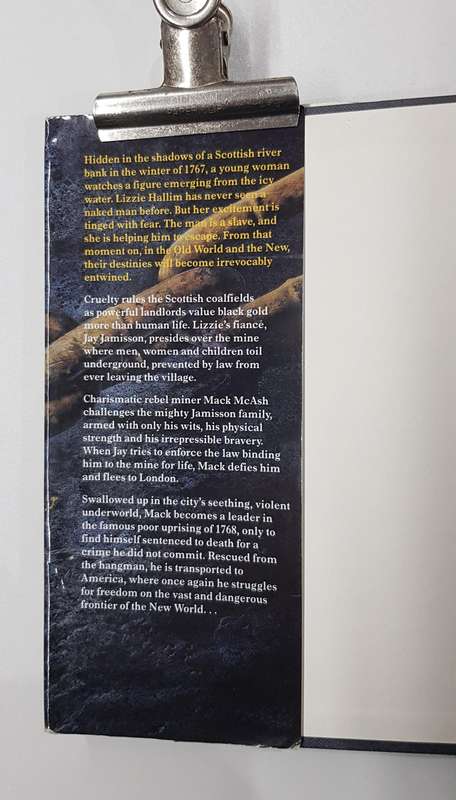 Hidden in the shadows of a Scottish river
bank in the winter of 1767, a young woman
watches a figure emerging from the icy
water. Lizzie Hallim has never seen a
naked man before. But her excitement is
tinged with fear. The man is a slave, and
she is helping him to escape. From that
moment on, in the Old World and the New,
their destinies will become irrevocably
entwined.
Cruelty rules the Scottish coalfields
as powerful landlords value black gold
more than human life. Lizzie's fiancé,
Jay Jamisson, presides over the mine
where men, women and children toil
underground, prevented by law from
ever leaving the village.
Charismatic rebel miner Mack McAsh
challenges the mighty Jamisson family,
armed with only his wits, his physical
strength and his irrepressible bravery.
When Jay tries to enforce the law binding
him to the mine for life, Mack defies him
and flees to London.
Swallowed up in the city's seething, violent
underworld, Mack becomes a leader in
the famous poor uprising of 1768, only to
find himself sentenced to death for a
crime he did not commit. Rescued from
the hangman, he is transported to
America, where once again he struggles
for freedom on the vast and dangerous
frontier of the New World. . .